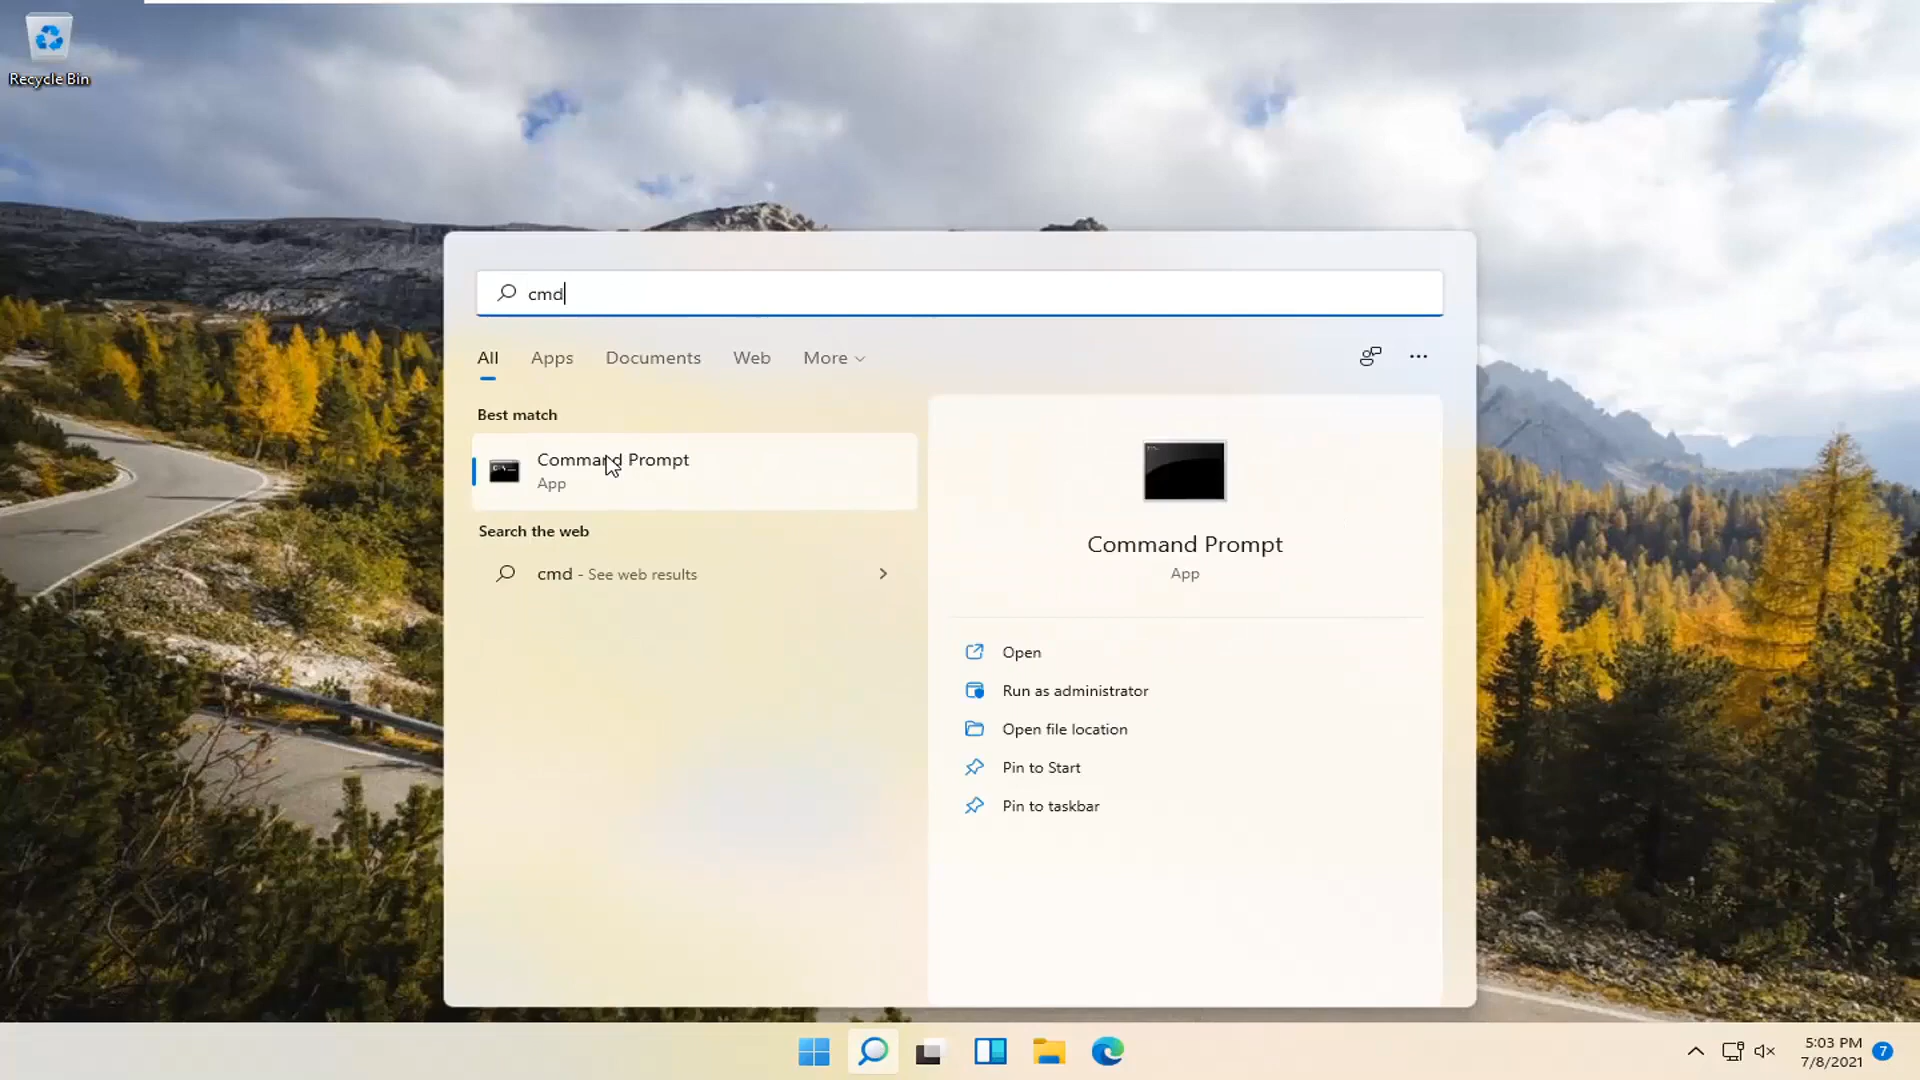 Recycle Bin
cmd
All Apps Documents Web More
Best match
Command Prompt
App
Search the web
cmd - See web results
Command Prompt
App
Open
Run as administrator
Open file location
Pin to Start
Pin to taskbar
5:03 PM
7/8/2021
7